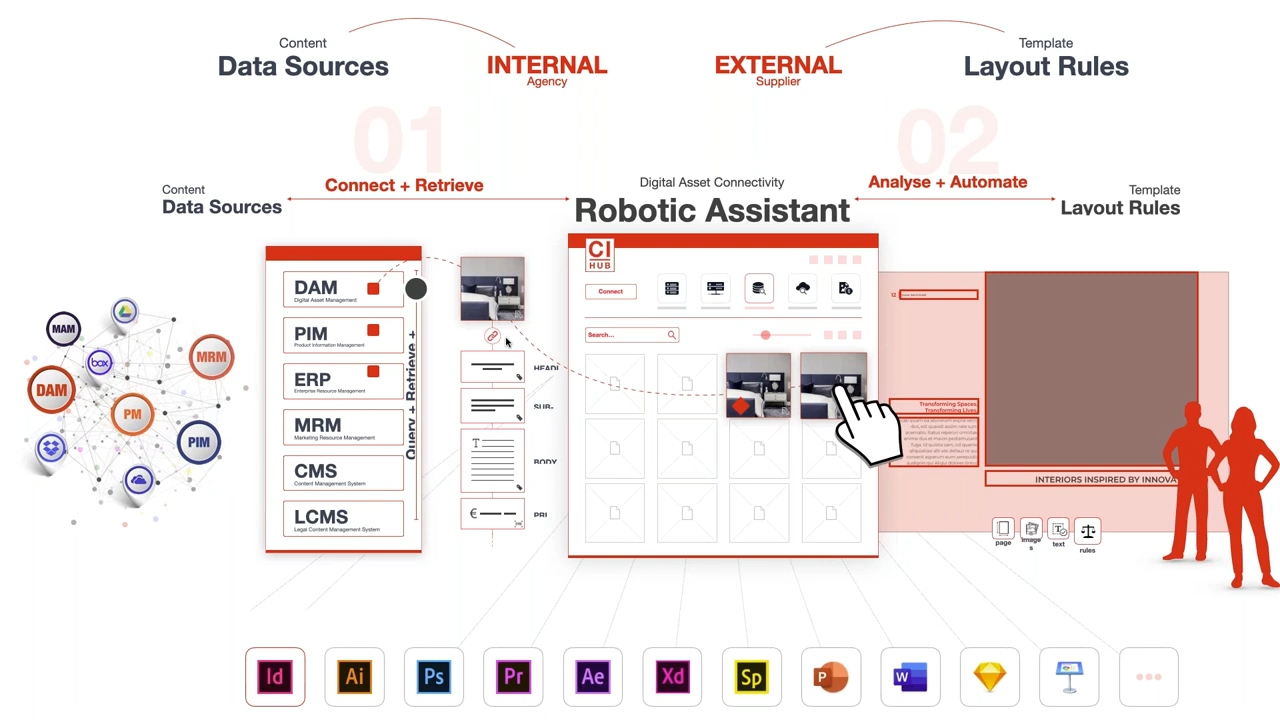 Content
Data Sources
INTERNAL
Agency
EXTERNAL
Supplier
Template
Layout Rules
01
02
Content
Data Sources
Connect + Retrieve
Digital Asset Connectivity
Robotic Assistant
Analyse + Automate
Template
Layout Rules
DAM
Digital Asset Management
PIM
Product Information Management
ERP
Enterprise Resource Management
MRM
Marketing Resource Management
CMS
Content Management System
LCMS
Legal Content Management System
Query + Retrieve +
MAM
box
MRM
DAM
PM
PIM
HEADL
SUB-
T
BODY
€
PRI
CI
HUB
Connect
Search...
12
Transforming Spaces,
Transforming Lives
INTERIORS INSPIRED BY INNOVA
page
image
s
text
rules
Id
Ai
Ps
Pr
Ae
Xd
Sp
P
W